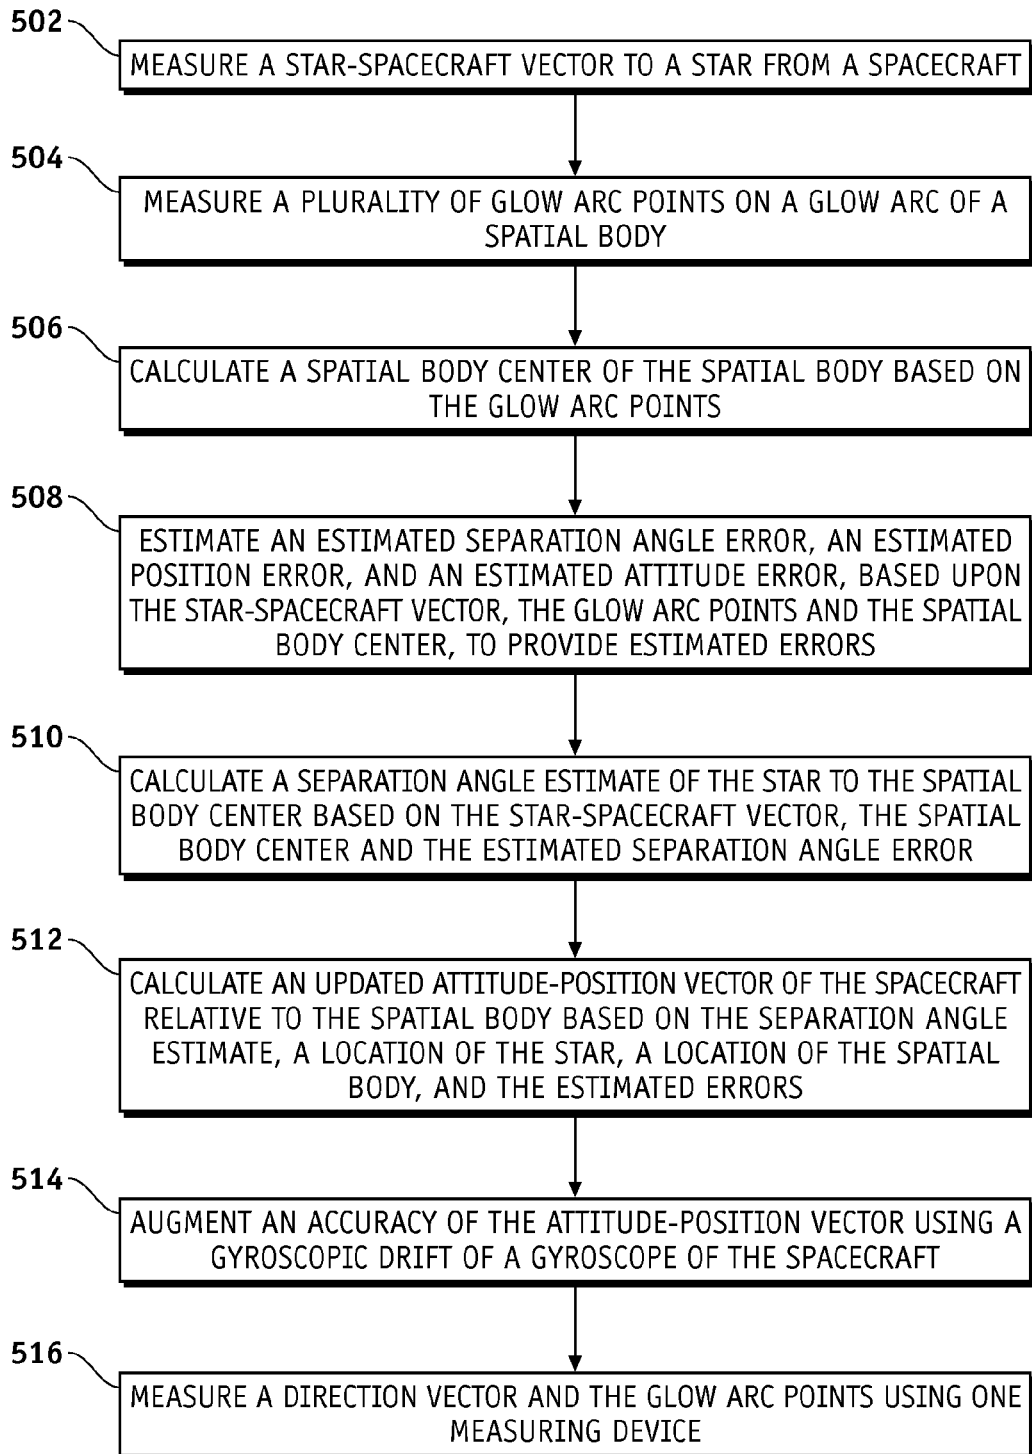 502
MEASURE A STAR-SPACECRAFT VECTOR TO A STAR FROM A SPACECRAFT
504
MEASURE A PLURALITY OF GLOW ARC POINTS ON A GLOW ARC OF A
SPATIAL BODY
506
CALCULATE A SPATIAL BODY CENTER OF THE SPATIAL BODY BASED ON
THE GLOW ARC POINTS
508
ESTIMATE AN ESTIMATED SEPARATION ANGLE ERROR, AN ESTIMATED
POSITION ERROR, AND AN ESTIMATED ATTITUDE ERROR, BASED UPON
THE STAR-SPACECRAFT VECTOR, THE GLOW ARC POINTS AND THE SPATIAL
BODY CENTER, TO PROVIDE ESTIMATED ERRORS
510
CALCULATE A SEPARATION ANGLE ESTIMATE OF THE STAR TO THE SPATIAL
BODY CENTER BASED ON THE STAR-SPACECRAFT VECTOR, THE SPATIAL
BODY CENTER AND THE ESTIMATED SEPARATION ANGLE ERROR
512
CALCULATE AN UPDATED ATTITUDE-POSITION VECTOR OF THE SPACECRAFT
RELATIVE TO THE SPATIAL BODY BASED ON THE SEPARATION ANGLE
ESTIMATE, A LOCATION OF THE STAR, A LOCATION OF THE SPATIAL
BODY, AND THE ESTIMATED ERRORS
514
AUGMENT AN ACCURACY OF THE ATTITUDE-POSITION VECTOR USING A
GYROSCOPIC DRIFT OF A GYROSCOPE OF THE SPACECRAFT
516
MEASURE A DIRECTION VECTOR AND THE GLOW ARC POINTS USING ONE
MEASURING DEVICE